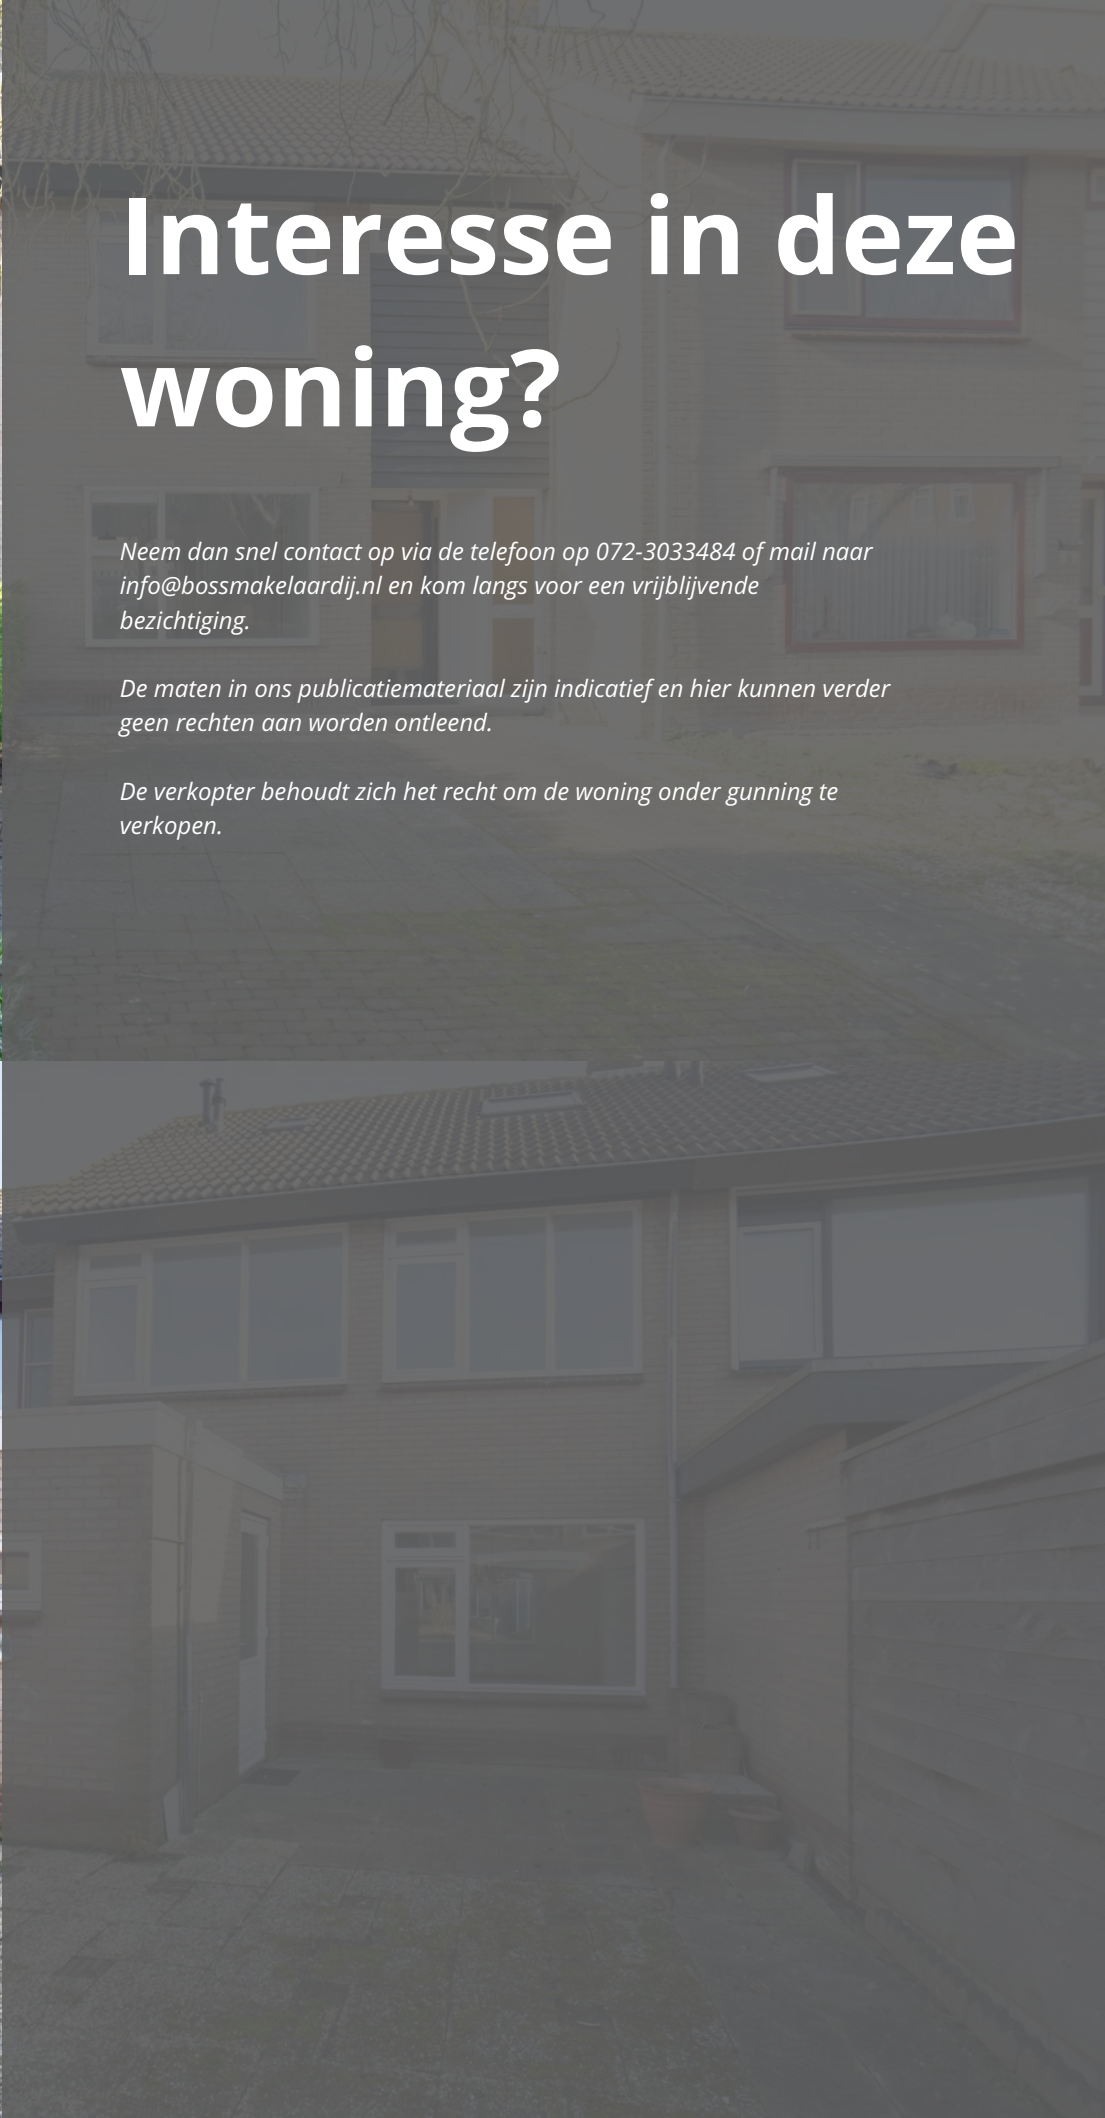 Interesse in deze
woning?
Neem dan snel contact op via de telefoon op 072-3033484 of mail naar
info@bossmakelaardij.nl en kom langs voor een vrijblijvende
bezichtiging.
De maten in ons publicatiemateriaal zijn indicatief en hier kunnen verder
geen rechten aan worden ontleend.
De verkopter behoudt zich het recht om de woning onder gunning te
verkopen.